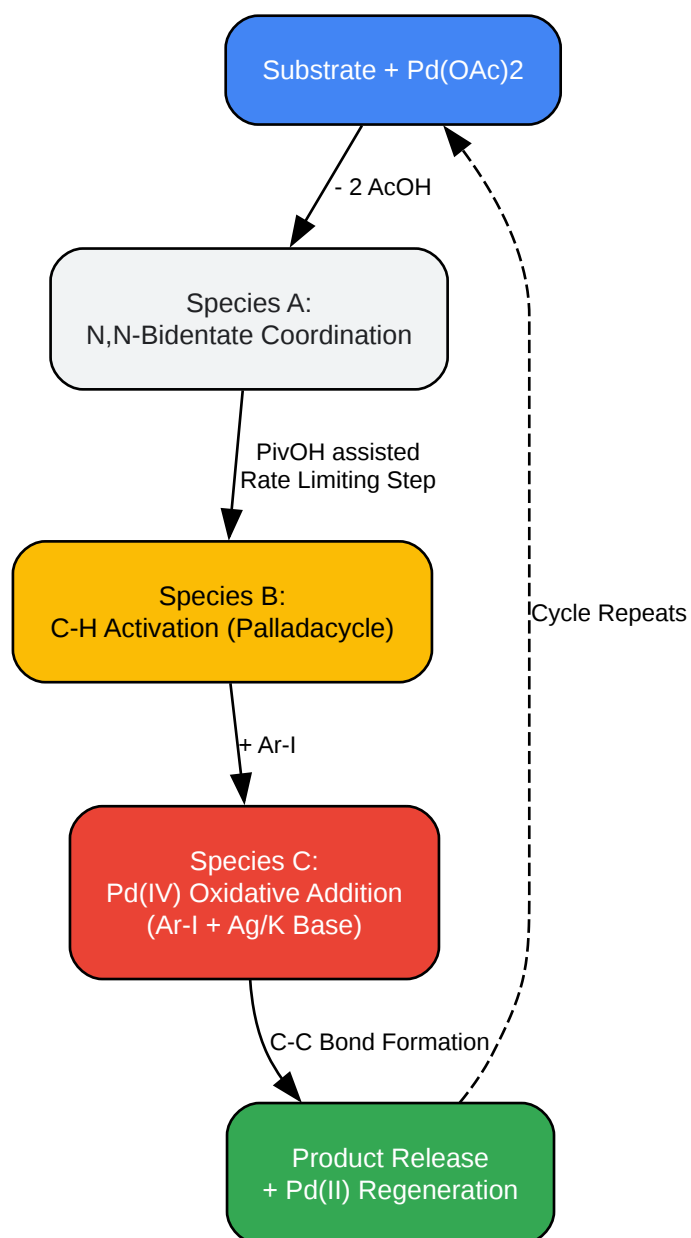 Substrate + Pd(OAc)2
- 2 AcOH
Species A:
N,N-Bidentate Coordination
PivOH assisted
Rate Limiting Step
Species B:
C-H Activation (Palladacycle)
Cycle Repeats
+ Ar-I
Species C:
Pd(IV) Oxidative Addition
(Ar-I + Ag/K Base)
C-C Bond Formation
Product Release
+ Pd(II) Regeneration